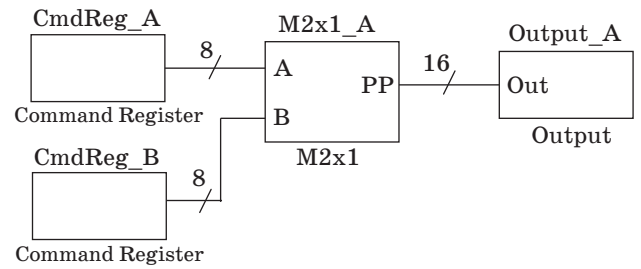 CmdReg_A
8
Command Register
M2x1_A
A
B
PP
M2x1
16
Output_A
Out
Output
CmdReg_B
8
Command Register